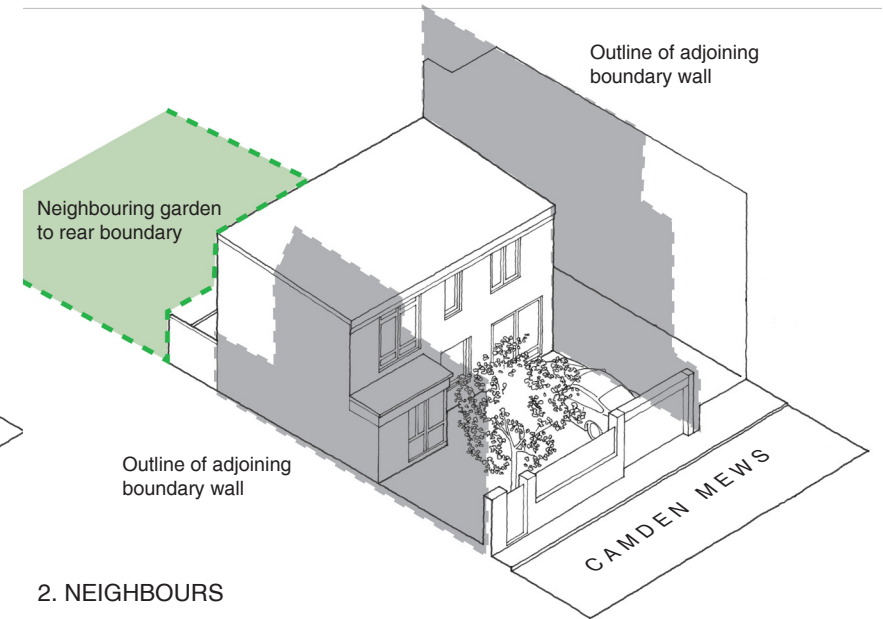 Outline of adjoining
boundary wall
Neighbouring garden
to rear boundary
Outline of adjoining
boundary wall
CAMDEN MEWS
2. NEIGHBOURS